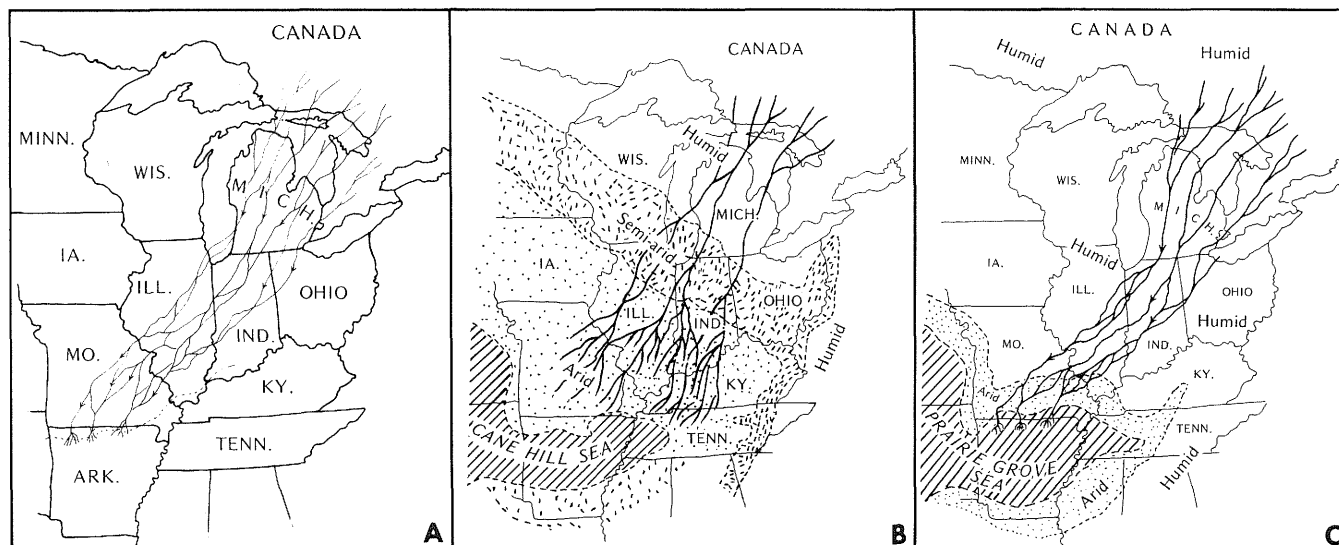 CANADA
MINN.
WIS.
M I C H.
IA.
ILL.
OHIO
IND.
MO.
KY.
TENN.
ARK.
A
CANADA
Humid
WIS.
MICH.
Semi-arid
IA.
OHIO
ILL.
IND.
Humid
Arid
KY.
CANE HILL SEA
TENN.
B
CANADA
Humid
Humid
MINN.
WIS.
M I C H.
Humid
IA.
ILL.
OHIO
Humid
MO.
IND.
KY.
Arid
PRAIRIE GROVE
SEA
TENN.
Humid
Arid
C